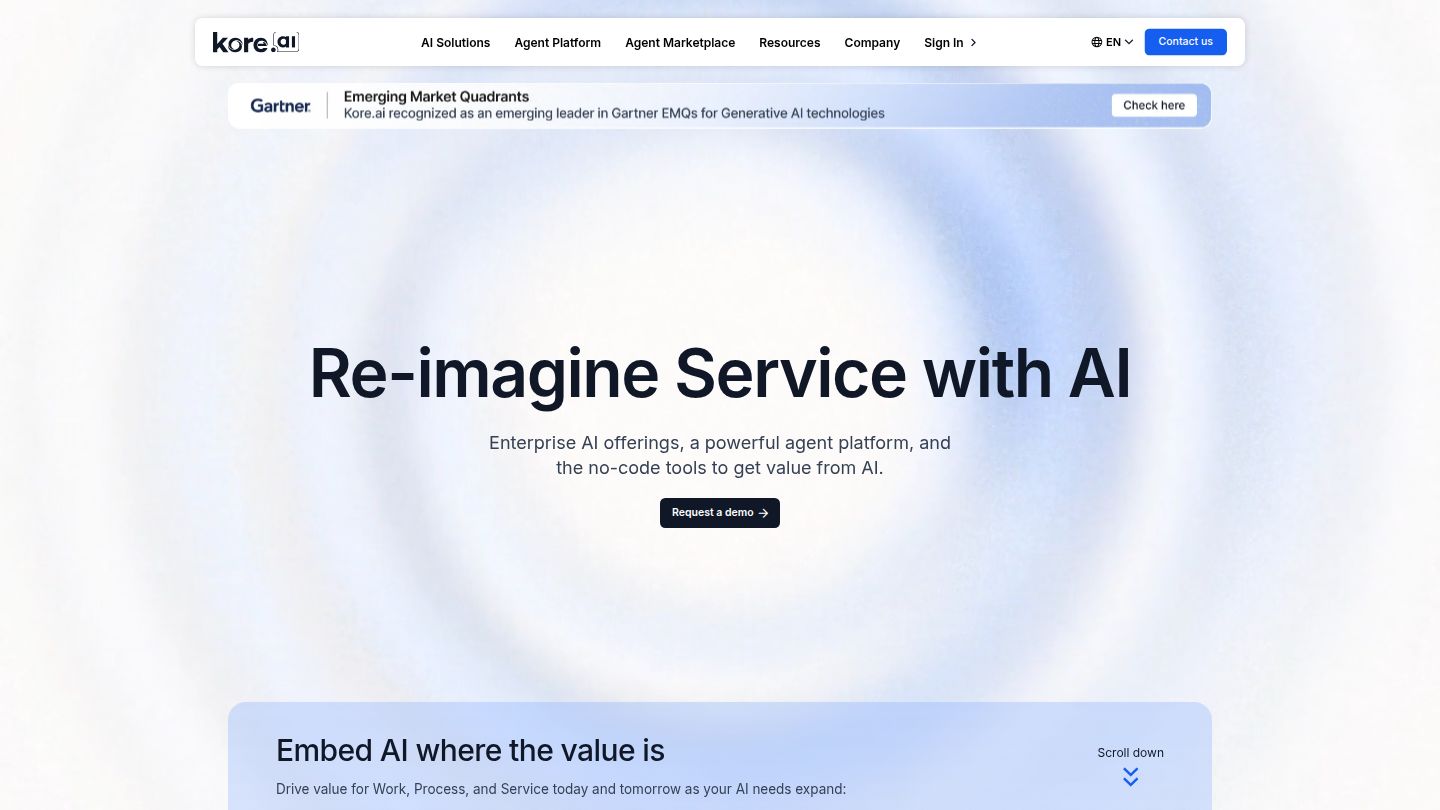 kore.ai
AI Solutions
Agent Platform
Agent Marketplace
Resources
Company
Sign In
EN
Contact us
Gartner
Emerging Market Quadrants
Kore.ai recognized as an emerging leader in Gartner EMQs for Generative AI technologies
Check here
Re-imagine Service with AI
Enterprise AI offerings, a powerful agent platform, and
the no-code tools to get value from AI.
Request a demo
Embed AI where the value is
Scroll down
Drive value for Work, Process, and Service today and tomorrow as your AI needs expand: